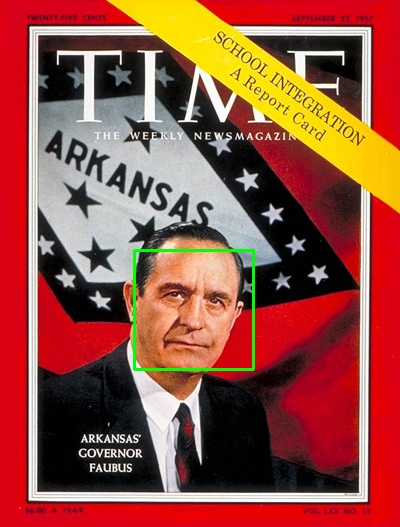 TWENTY-FIVE CENTS
SEPTEMBER 23, 1957
SCHOOL INTEGRATION
A Report Card
TIME
THE WEEKLY NEWSMAGAZINE
ARKANSAS
ARKANSAS'
GOVERNOR
FAUBUS
$6.00 A YEAR
VOL. LXX NO. 13